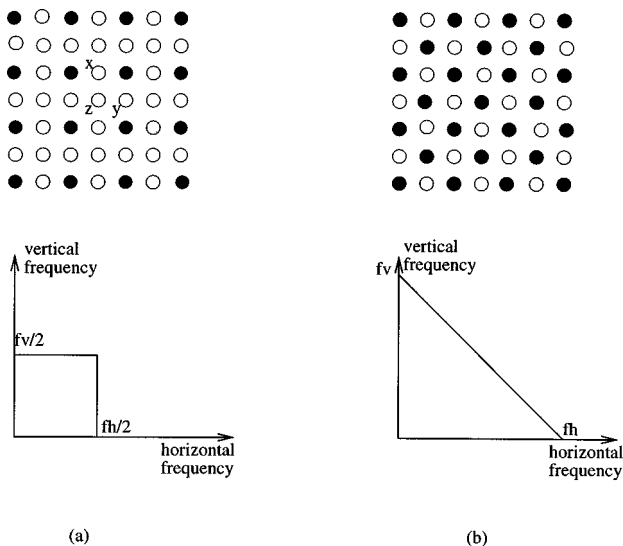 x
z y
vertical
frequency
fv/2
fh/2
horizontal
frequency
(a)
vertical
frequency
fv
fh
horizontal
frequency
(b)